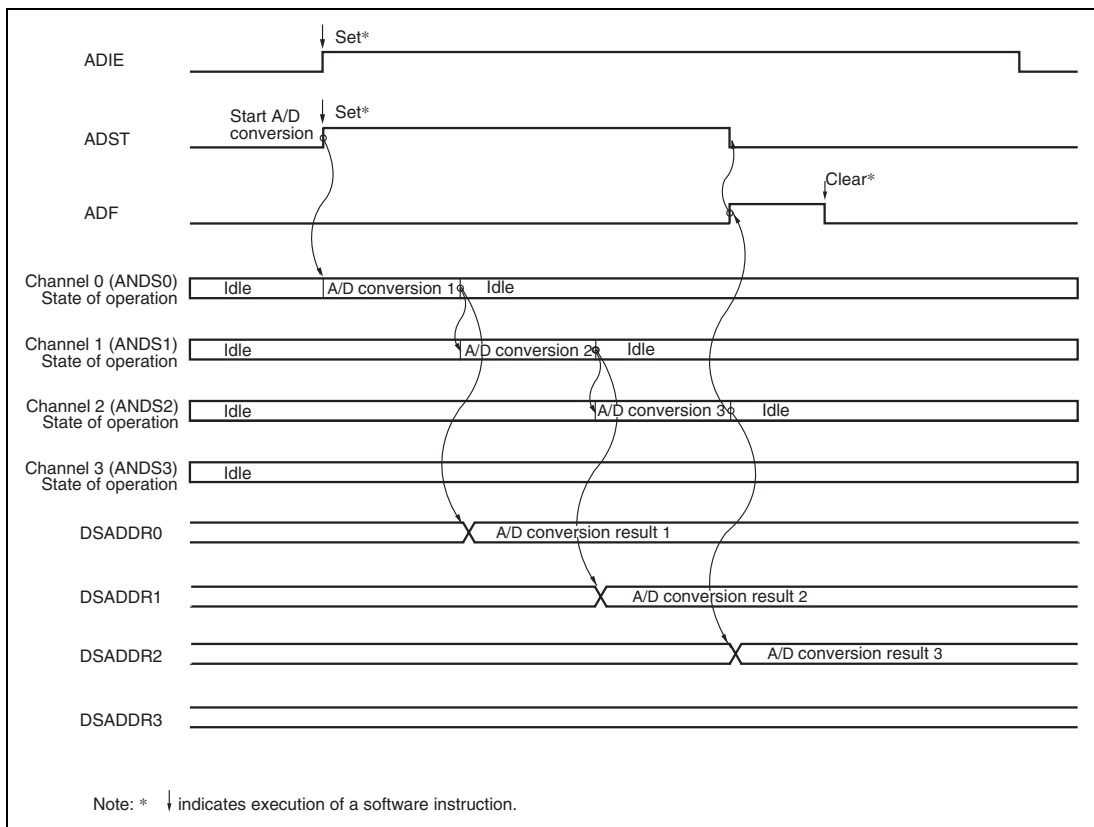 Set*
ADIE
Start A/D
conversion
Set*
ADST
Clear*
ADF
Channel 0 (ANDS0)
State of operation
Idle
A/D conversion 1
Idle
Channel 1 (ANDS1)
State of operation
Idle
A/D conversion 2
Idle
Channel 2 (ANDS2)
State of operation
Idle
A/D conversion 3
Idle
Channel 3 (ANDS3)
State of operation
Idle
DSADDR0
A/D conversion result 1
DSADDR1
A/D conversion result 2
DSADDR2
A/D conversion result 3
DSADDR3
Note: * ↓ indicates execution of a software instruction.